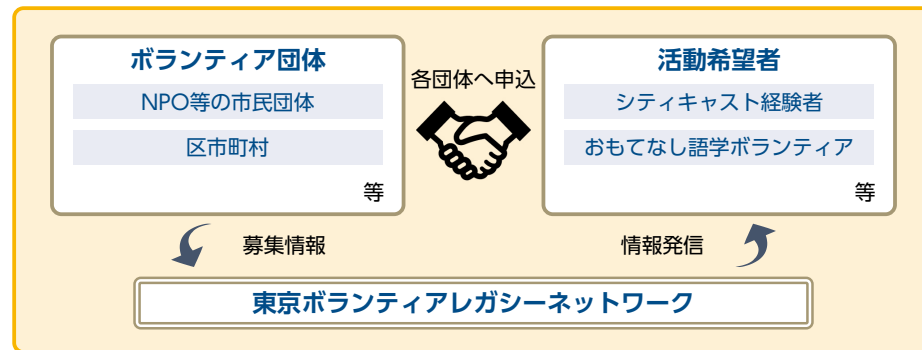 ボランティア団体
NPO等の市民団体
区市町村
等
各団体へ申込
活動希望者
シティキャスト経験者
おもてなし語学ボランティア
等
募集情報
情報発信
東京ボランティアレガシーネットワーク